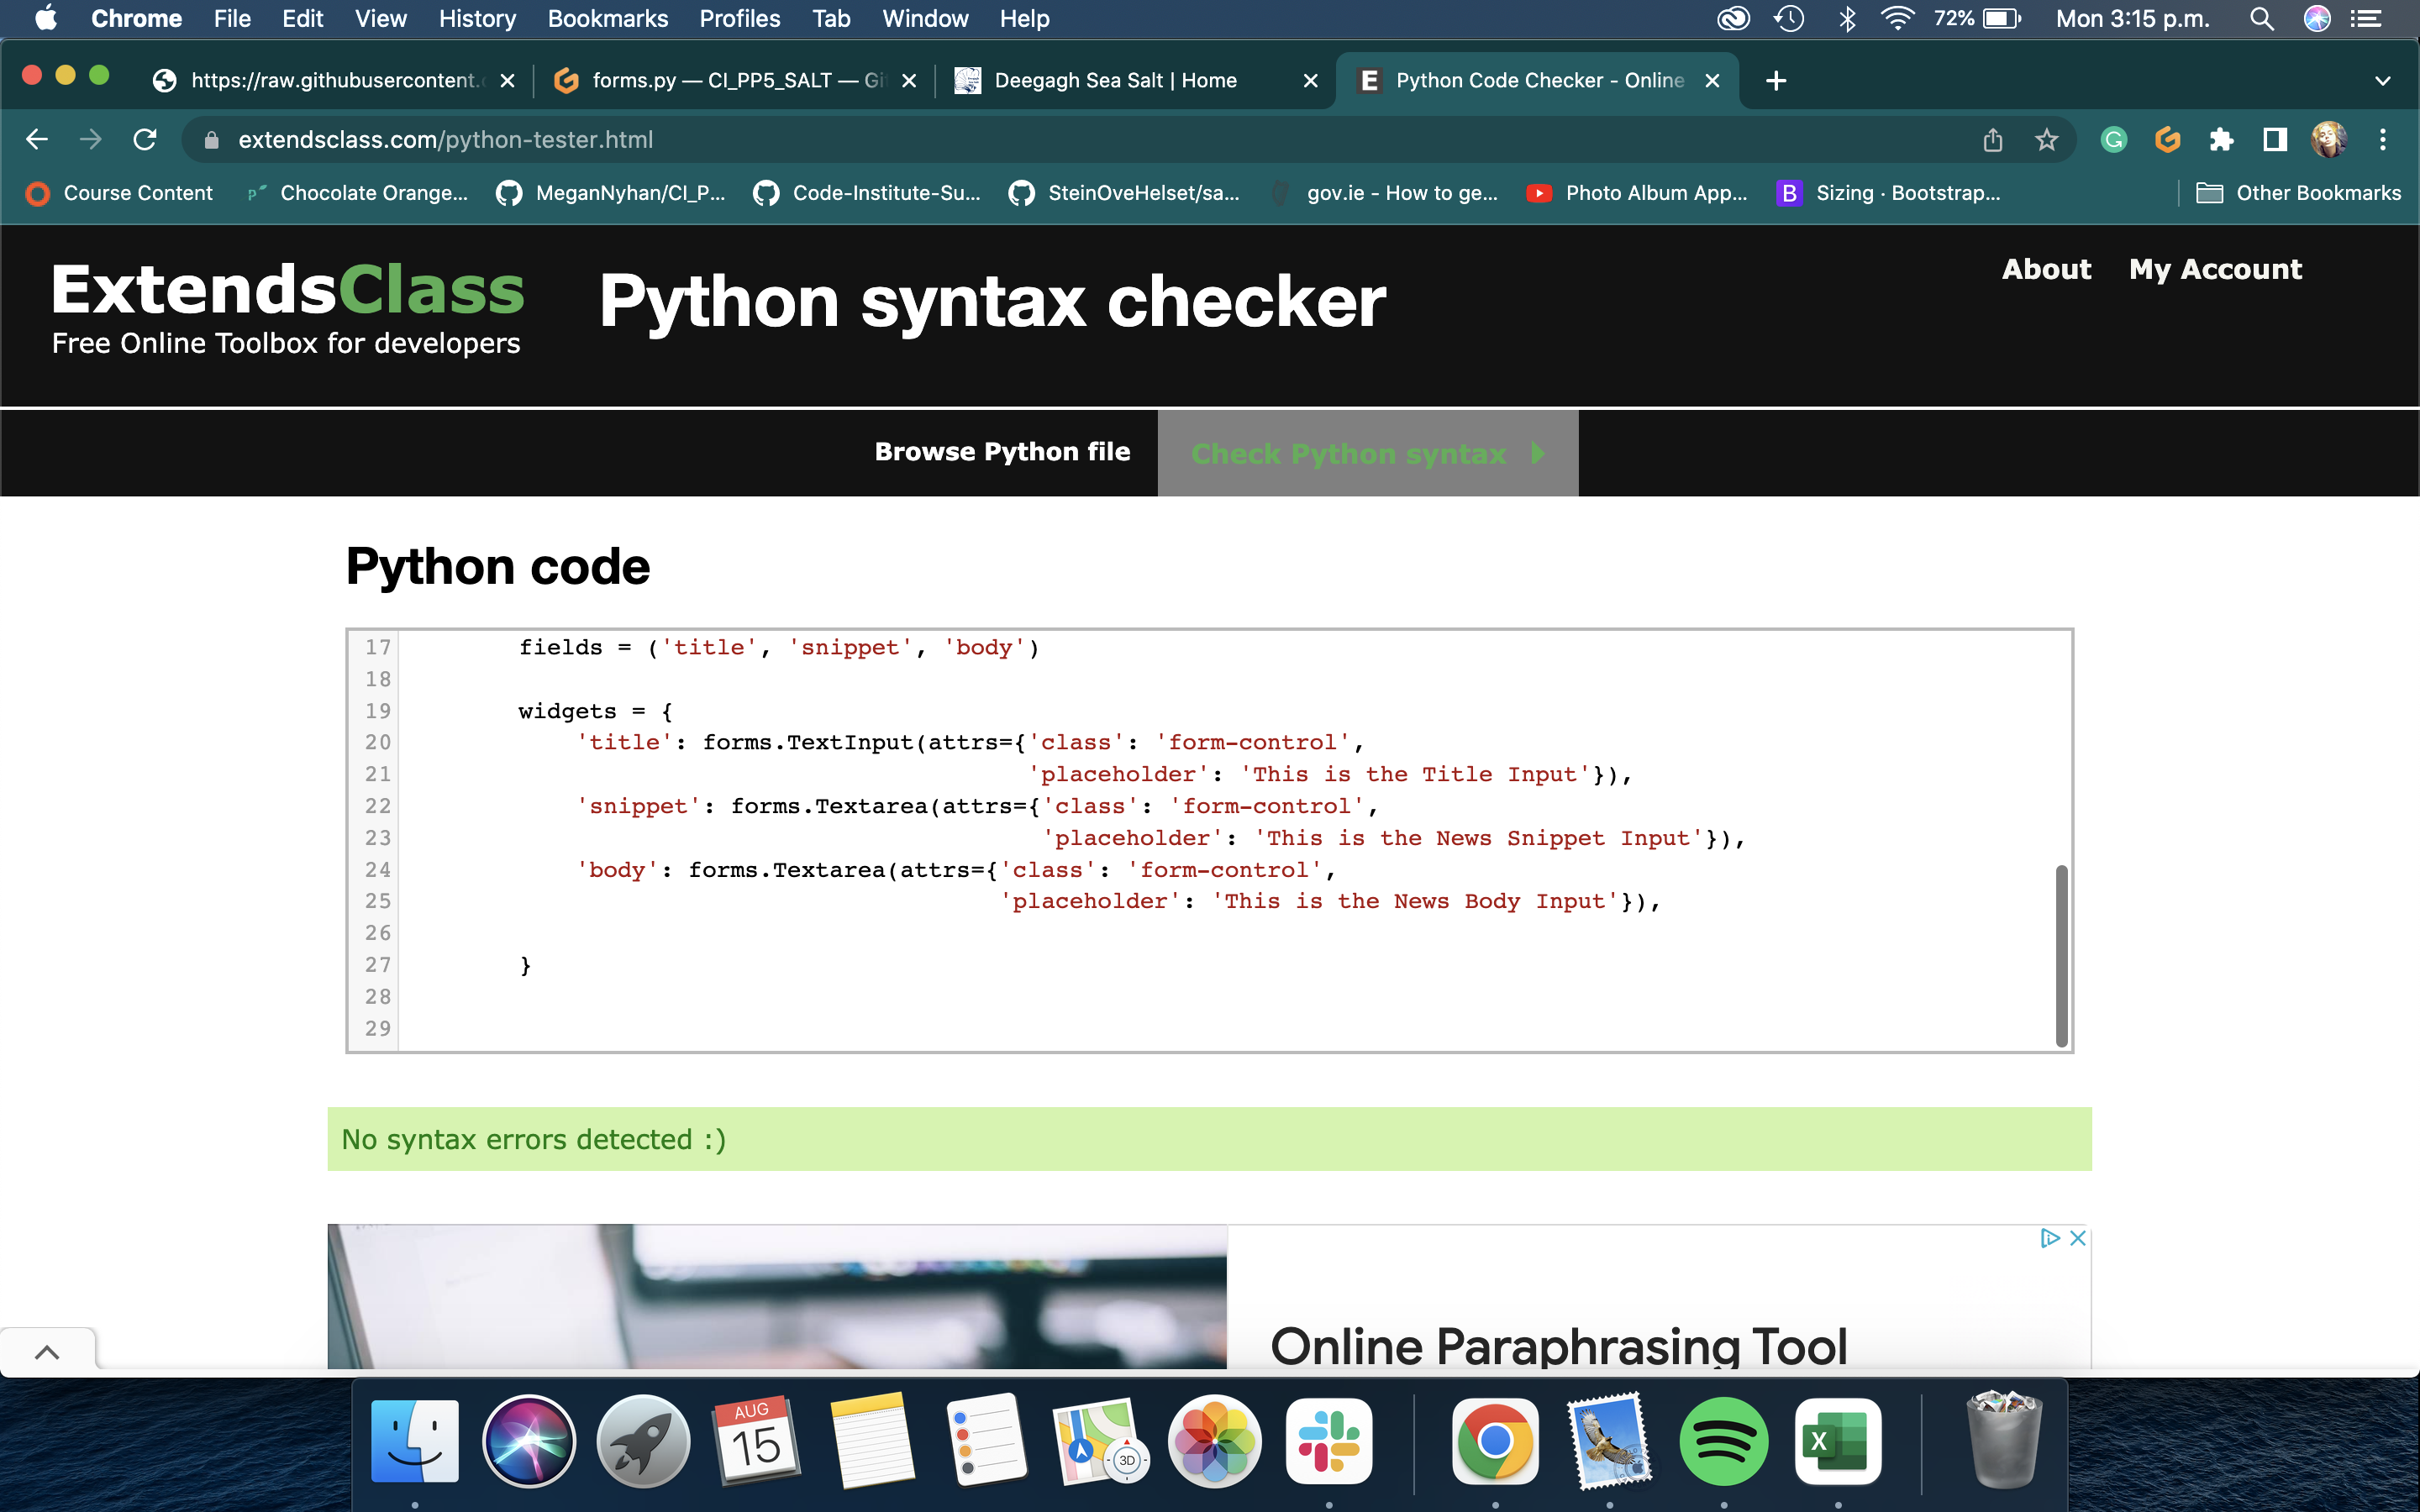 Chrome File Edit View History Bookmarks Profiles Tab Window Help 72% Mon 3:15 p.m.
https://raw.githubusercontent.c forms.py — CI_PP5_SALT — Gi Deegagh Sea Salt | Home Python Code Checker - Online
extendsclass.com/python-tester.html
Course Content Chocolate Orange... MeganNyhan/CI_P... Code-Institute-Su... SteinOveHelset/sa... gov.ie - How to ge... Photo Album App... Sizing · Bootstrap... Other Bookmarks
ExtendsClass Python syntax checker About My Account
Free Online Toolbox for developers
Browse Python file Check Python syntax
Python code
17 fields = ('title', 'snippet', 'body')
18
19 widgets = {
20 'title': forms.TextInput(attrs={'class': 'form-control',
21 'placeholder': 'This is the Title Input'}),
22 'snippet': forms.Textarea(attrs={'class': 'form-control',
23 'placeholder': 'This is the News Snippet Input'}),
24 'body': forms.Textarea(attrs={'class': 'form-control',
25 'placeholder': 'This is the News Body Input'}),
26
27 }
28
29
No syntax errors detected :)
Online Paraphrasing Tool
AUG
15
3D
X